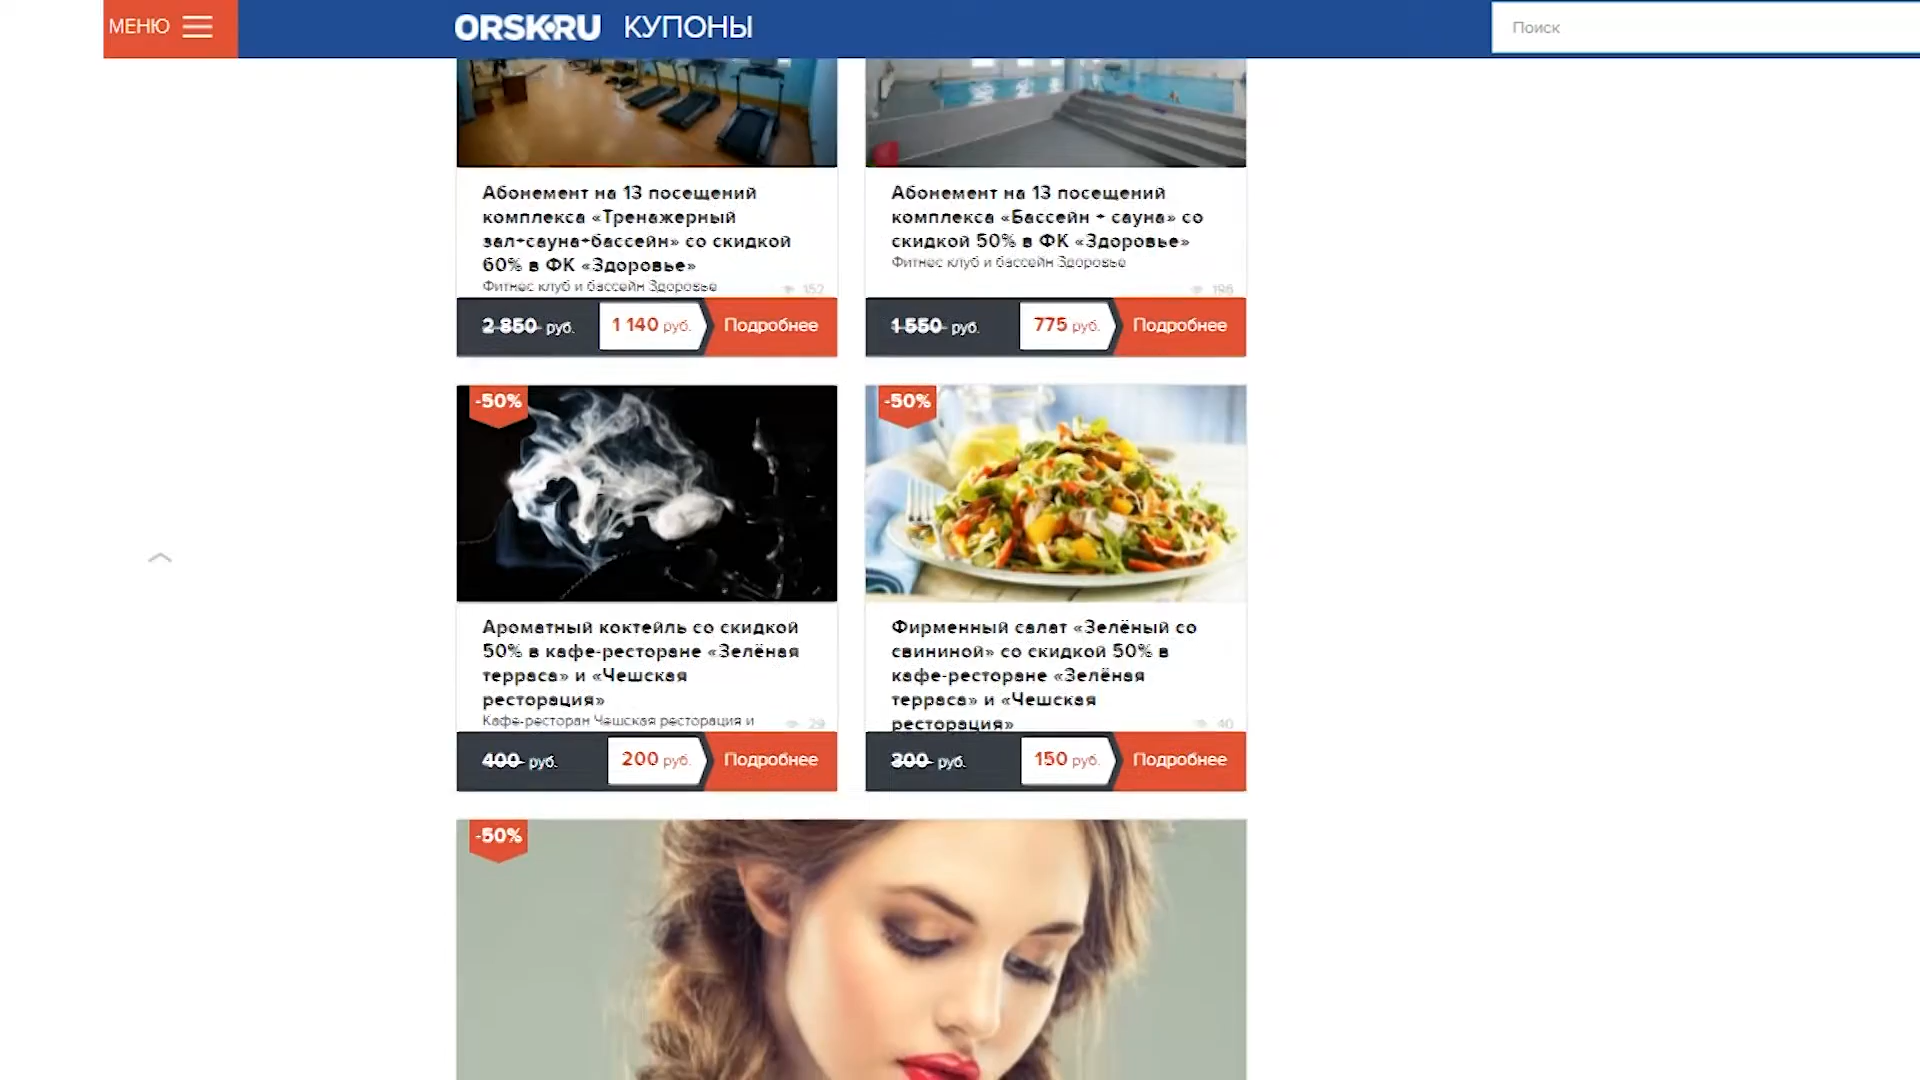 МЕНЮ
ORSK.RU КУПОНЫ
Поиск
Абонемент на 13 посещений
комплекса «Тренажерный
зал+сауна+бассейн» со скидкой
60% в ФК «Здоровье»
Фитнес клуб и бассейн Здоровье
152
2 850 руб.
1 140 руб.
Подробнее
Абонемент на 13 посещений
комплекса «Бассейн + сауна» со
скидкой 50% в ФК «Здоровье»
Фитнес клуб и бассейн Здоровье
196
1 550 руб.
775 руб.
Подробнее
-50%
Ароматный коктейль со скидкой
50% в кафе-ресторане «Зелёная
терраса» и «Чешская
ресторация»
Кафе-ресторан Чешская ресторация и
29
400 руб.
200 руб.
Подробнее
-50%
Фирменный салат «Зелёный со
свининой» со скидкой 50% в
кафе-ресторане «Зелёная
терраса» и «Чешская
ресторация»
40
300 руб.
150 руб.
Подробнее
-50%